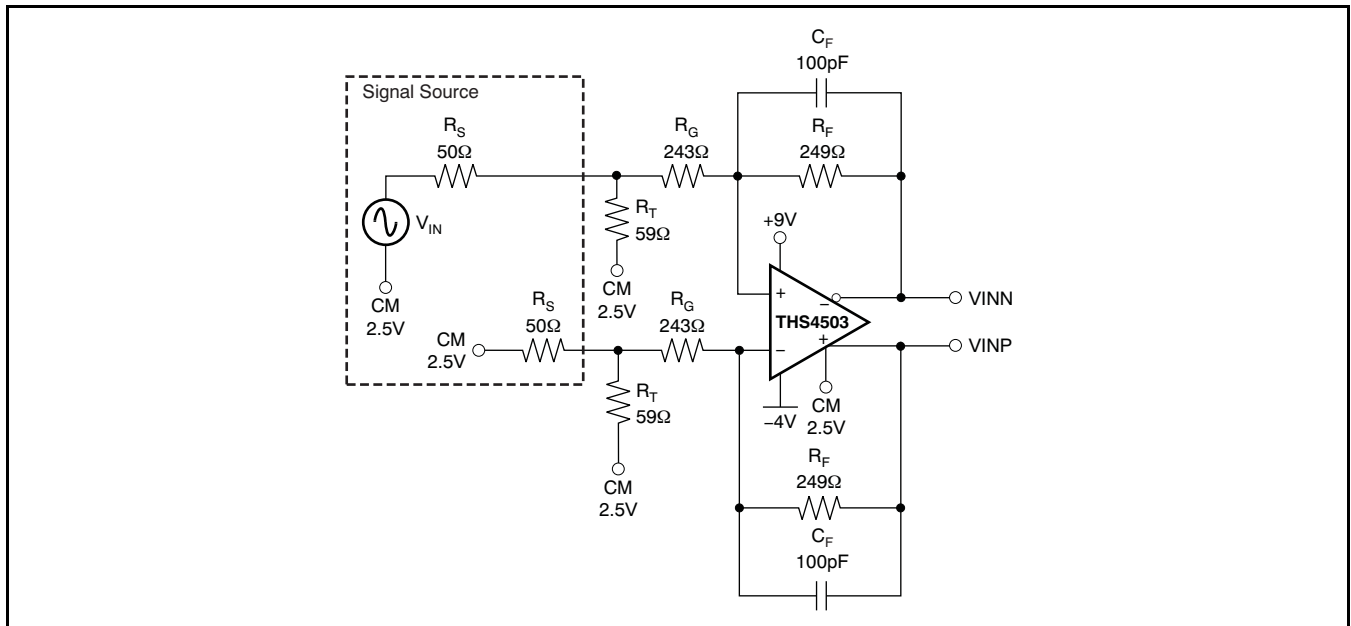 C_F
100pF
Signal Source
R_S
50Ω
R_G
243Ω
R_F
249Ω
V_IN
R_T
59Ω
+9V
CM
2.5V
CM
2.5V
R_S
50Ω
R_G
243Ω
+
−
THS4503
VINN
CM
2.5V
−
+
VINP
R_T
59Ω
−4V
CM
2.5V
R_F
249Ω
CM
2.5V
C_F
100pF